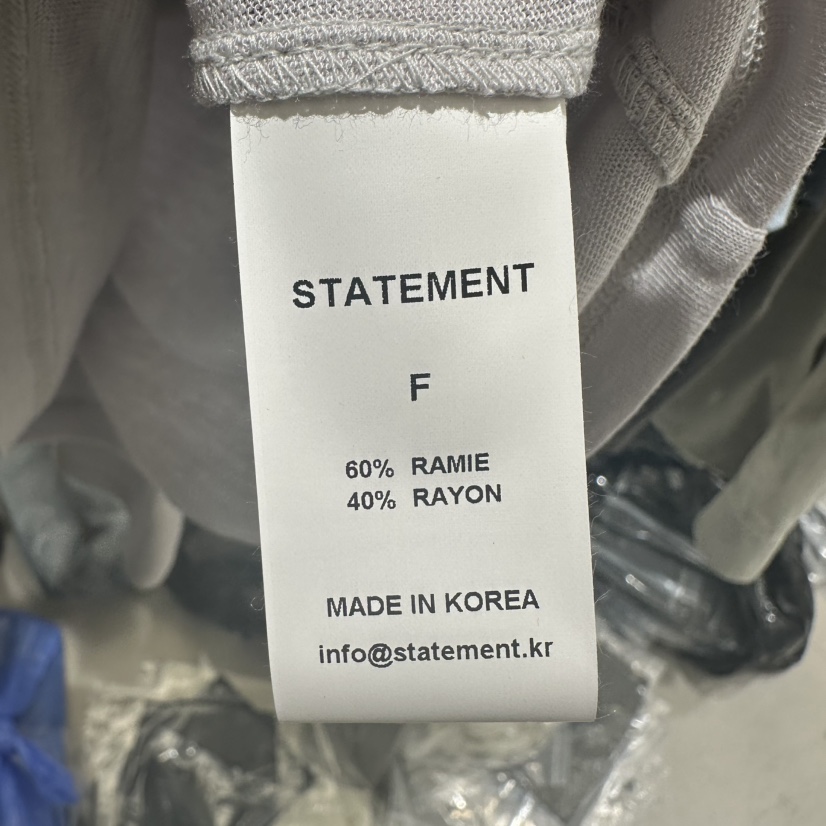 STATEMENT
F
60% RAMIE
40% RAYON
MADE IN KOREA
info@statement.kr